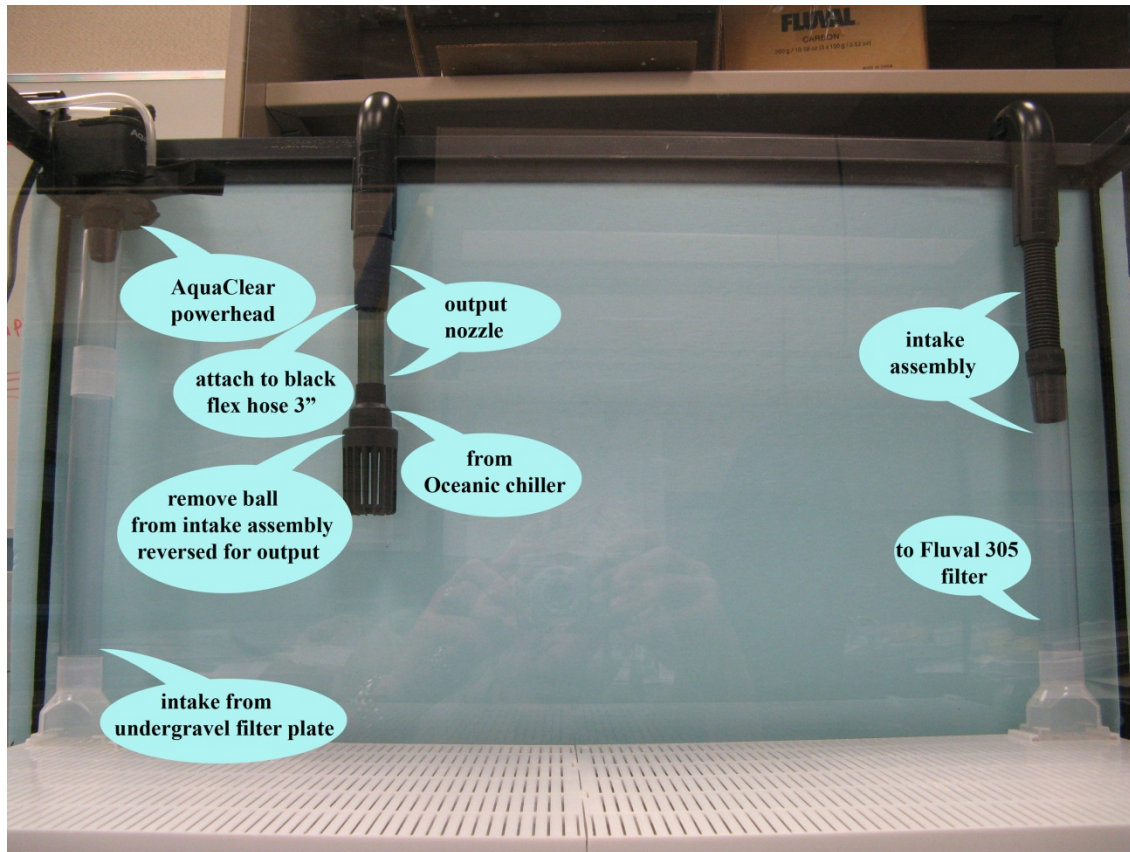 FLUVAL
CARBON
AquaClear
powerhead
output
nozzle
attach to black
flex hose 3”
intake
assembly
from
Oceanic chiller
remove ball
from intake assembly
reversed for output
to Fluval 305
filter
intake from
undergravel filter plate